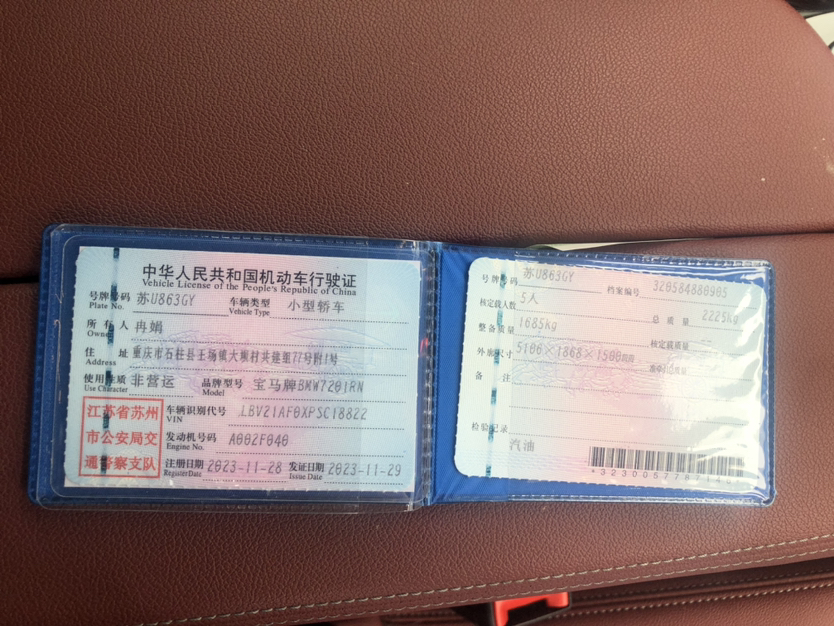 中华人民共和国机动车行驶证
Vehicle License of the People's Republic of China
号牌号码 苏U863GY 车辆类型 小型轿车
Plate No. Vehicle Type
所有人 冉娟
Owner
住 址 重庆市石柱县王场镇大坝村共建组77号附1号
Address
使用性质 非营运 品牌型号 宝马牌BMW7201RN
Use Character Model
江苏省苏州
市公安局交
通警察支队
车辆识别代号 LBV21AF0XPSC18822
VIN
发动机号码 A002F040
Engine No.
注册日期 2023-11-28 发证日期 2023-11-29
Register Date Issue Date
号牌号码 苏U863GY 档案编号 320584886905
核定载人数 5人 总 质 量 2225Kg
整备质量 1685Kg 核定载质量
外廓尺寸 5106×1868×1500
备 注
检验记录
汽油